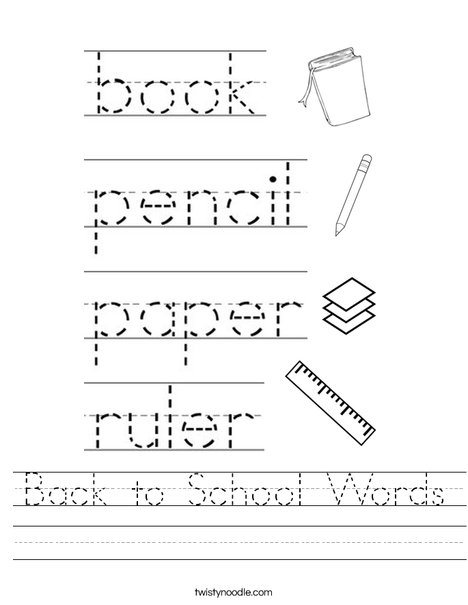 book
pencil
paper
ruler
Back to School Words
twistynoodle.com